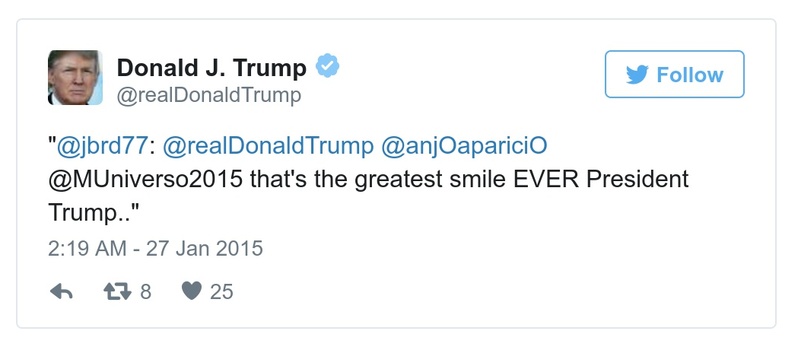 Donald J. Trump
@realDonaldTrump
Follow
"@jbrd77: @realDonaldTrump @anjOapariciO
@MUniverso2015 that's the greatest smile EVER President
Trump.."
2:19 AM - 27 Jan 2015
8 25